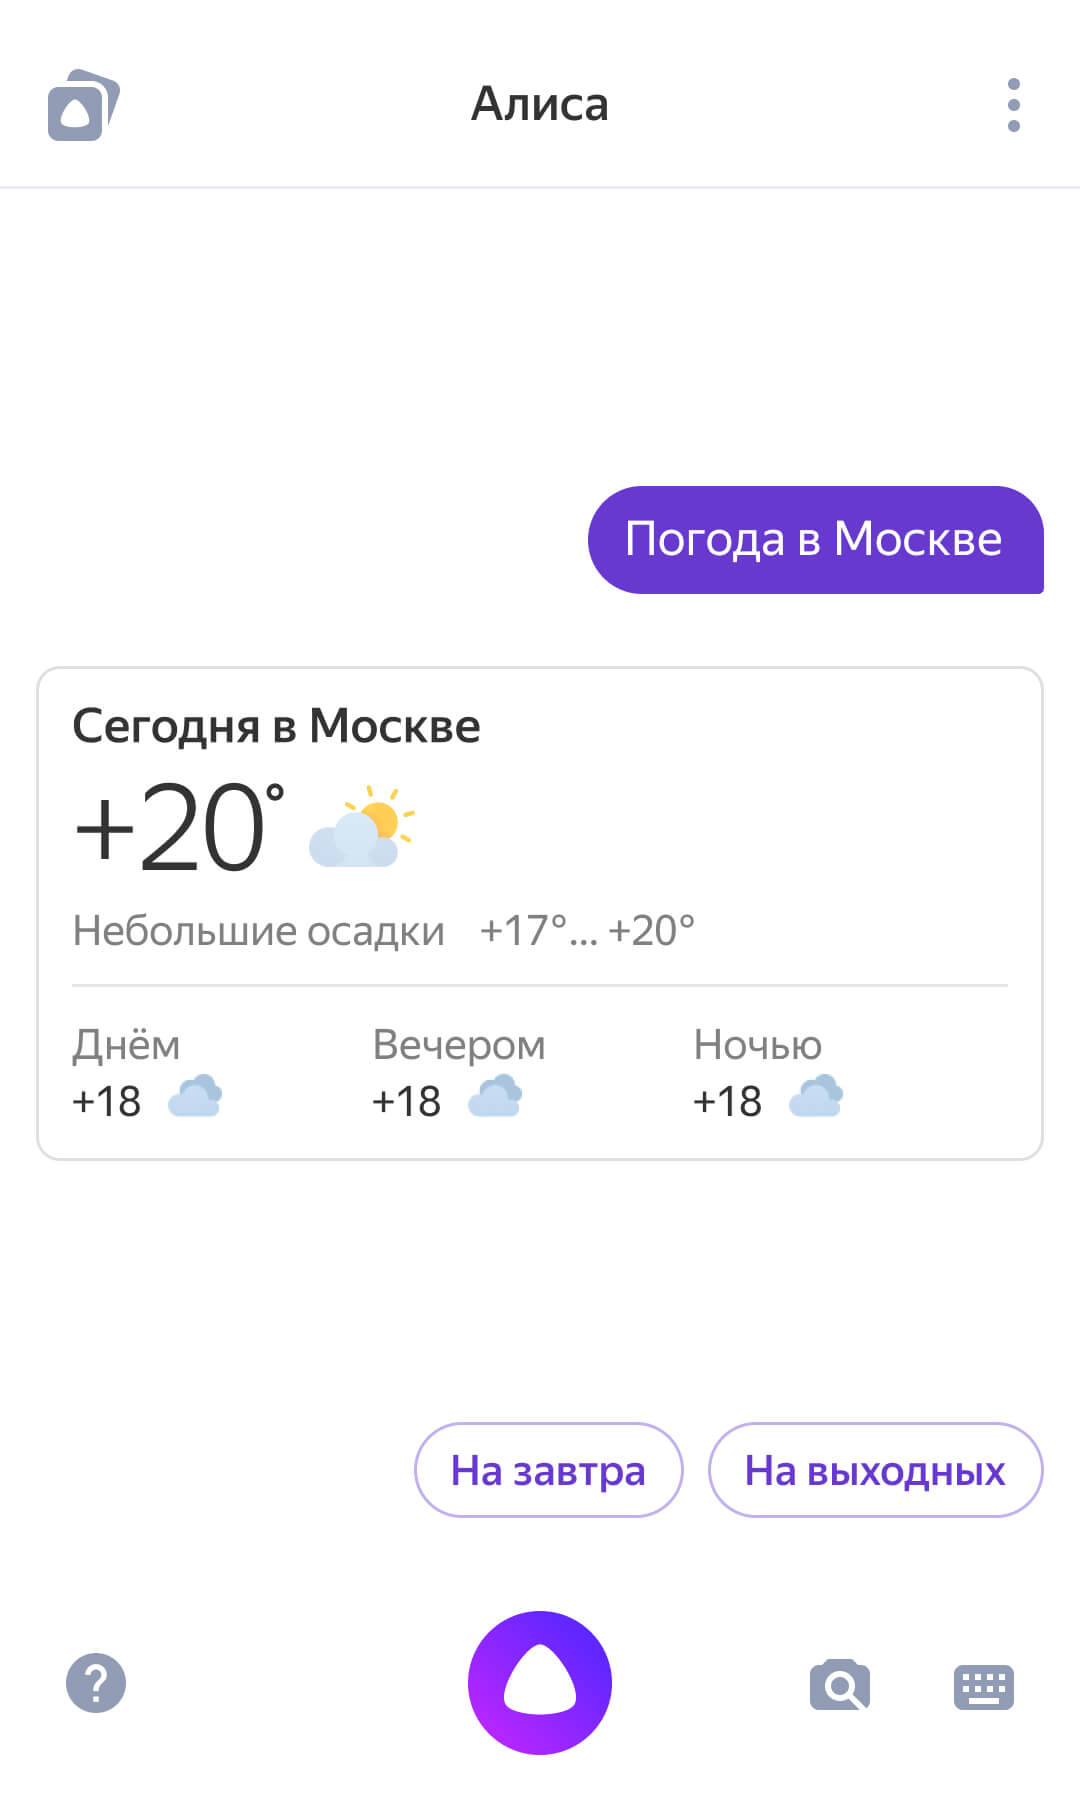 Алиса
Погода в Москве
Сегодня в Москве
+20°
Небольшие осадки +17°... +20°
Днём Вечером Ночью
+18 +18 +18
На завтра На выходных
?